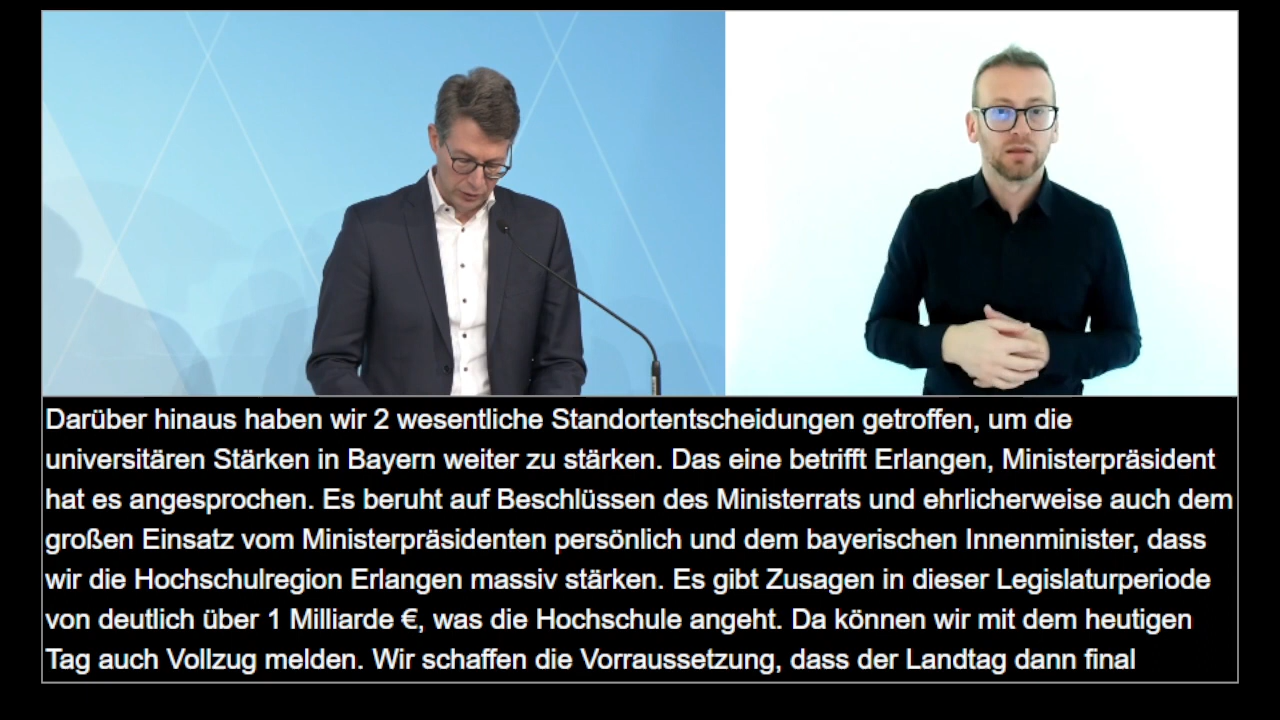 Darüber hinaus haben wir 2 wesentliche Standortentscheidungen getroffen, um die
universitären Stärken in Bayern weiter zu stärken. Das eine betrifft Erlangen, Ministerpräsident
hat es angesprochen. Es beruht auf Beschlüssen des Ministerrats und ehrlicherweise auch dem
großen Einsatz vom Ministerpräsidenten persönlich und dem bayerischen Innenminister, dass
wir die Hochschulregion Erlangen massiv stärken. Es gibt Zusagen in dieser Legislaturperiode
von deutlich über 1 Milliarde €, was die Hochschule angeht. Da können wir mit dem heutigen
Tag auch Vollzug melden. Wir schaffen die Vorraussetzung, dass der Landtag dann final